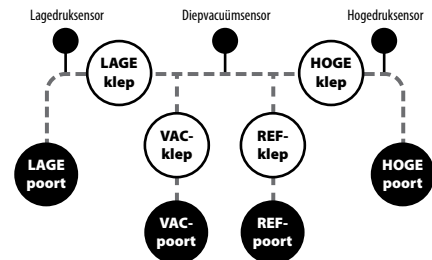 Lagedruksensor
Diepvacuümsensor
Hogedruksensor
LAGE
klep
HOGE
klep
VAC-
klep
REF-
klep
LAGE
poort
HOGE
poort
VAC-
poort
REF-
poort